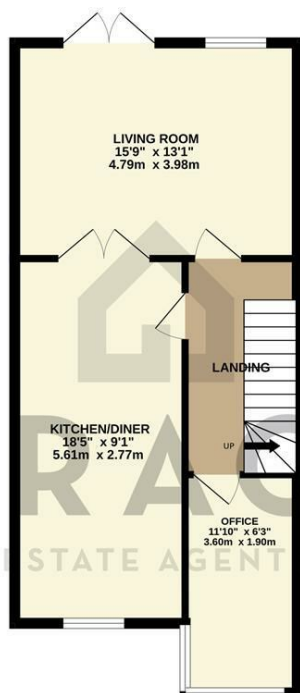 LIVING ROOM
15'9" x 13'1"
4.79m x 3.98m
LANDING
KITCHEN/DINER
18'5" x 9'1"
5.61m x 2.77m
UP
RAC
OFFICE
11'10" x 6'3"
3.60m x 1.90m
ESTATE AGENT